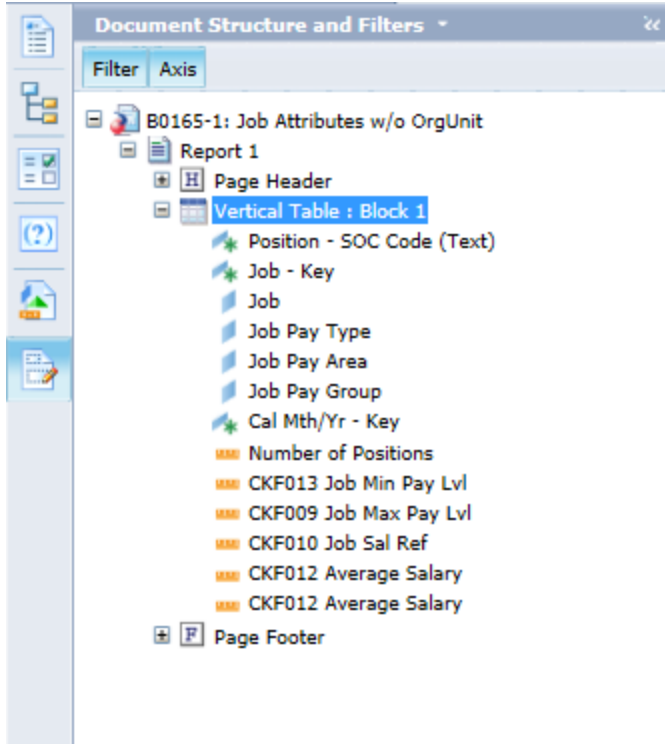 Document Structure and Filters
Filter Axis
B0165-1: Job Attributes w/o OrgUnit
Report 1
H Page Header
Vertical Table : Block 1
Position - SOC Code (Text)
Job - Key
Job
Job Pay Type
Job Pay Area
Job Pay Group
Cal Mth/Yr - Key
Number of Positions
CKF013 Job Min Pay Lvl
CKF009 Job Max Pay Lvl
CKF010 Job Sal Ref
CKF012 Average Salary
CKF012 Average Salary
F Page Footer